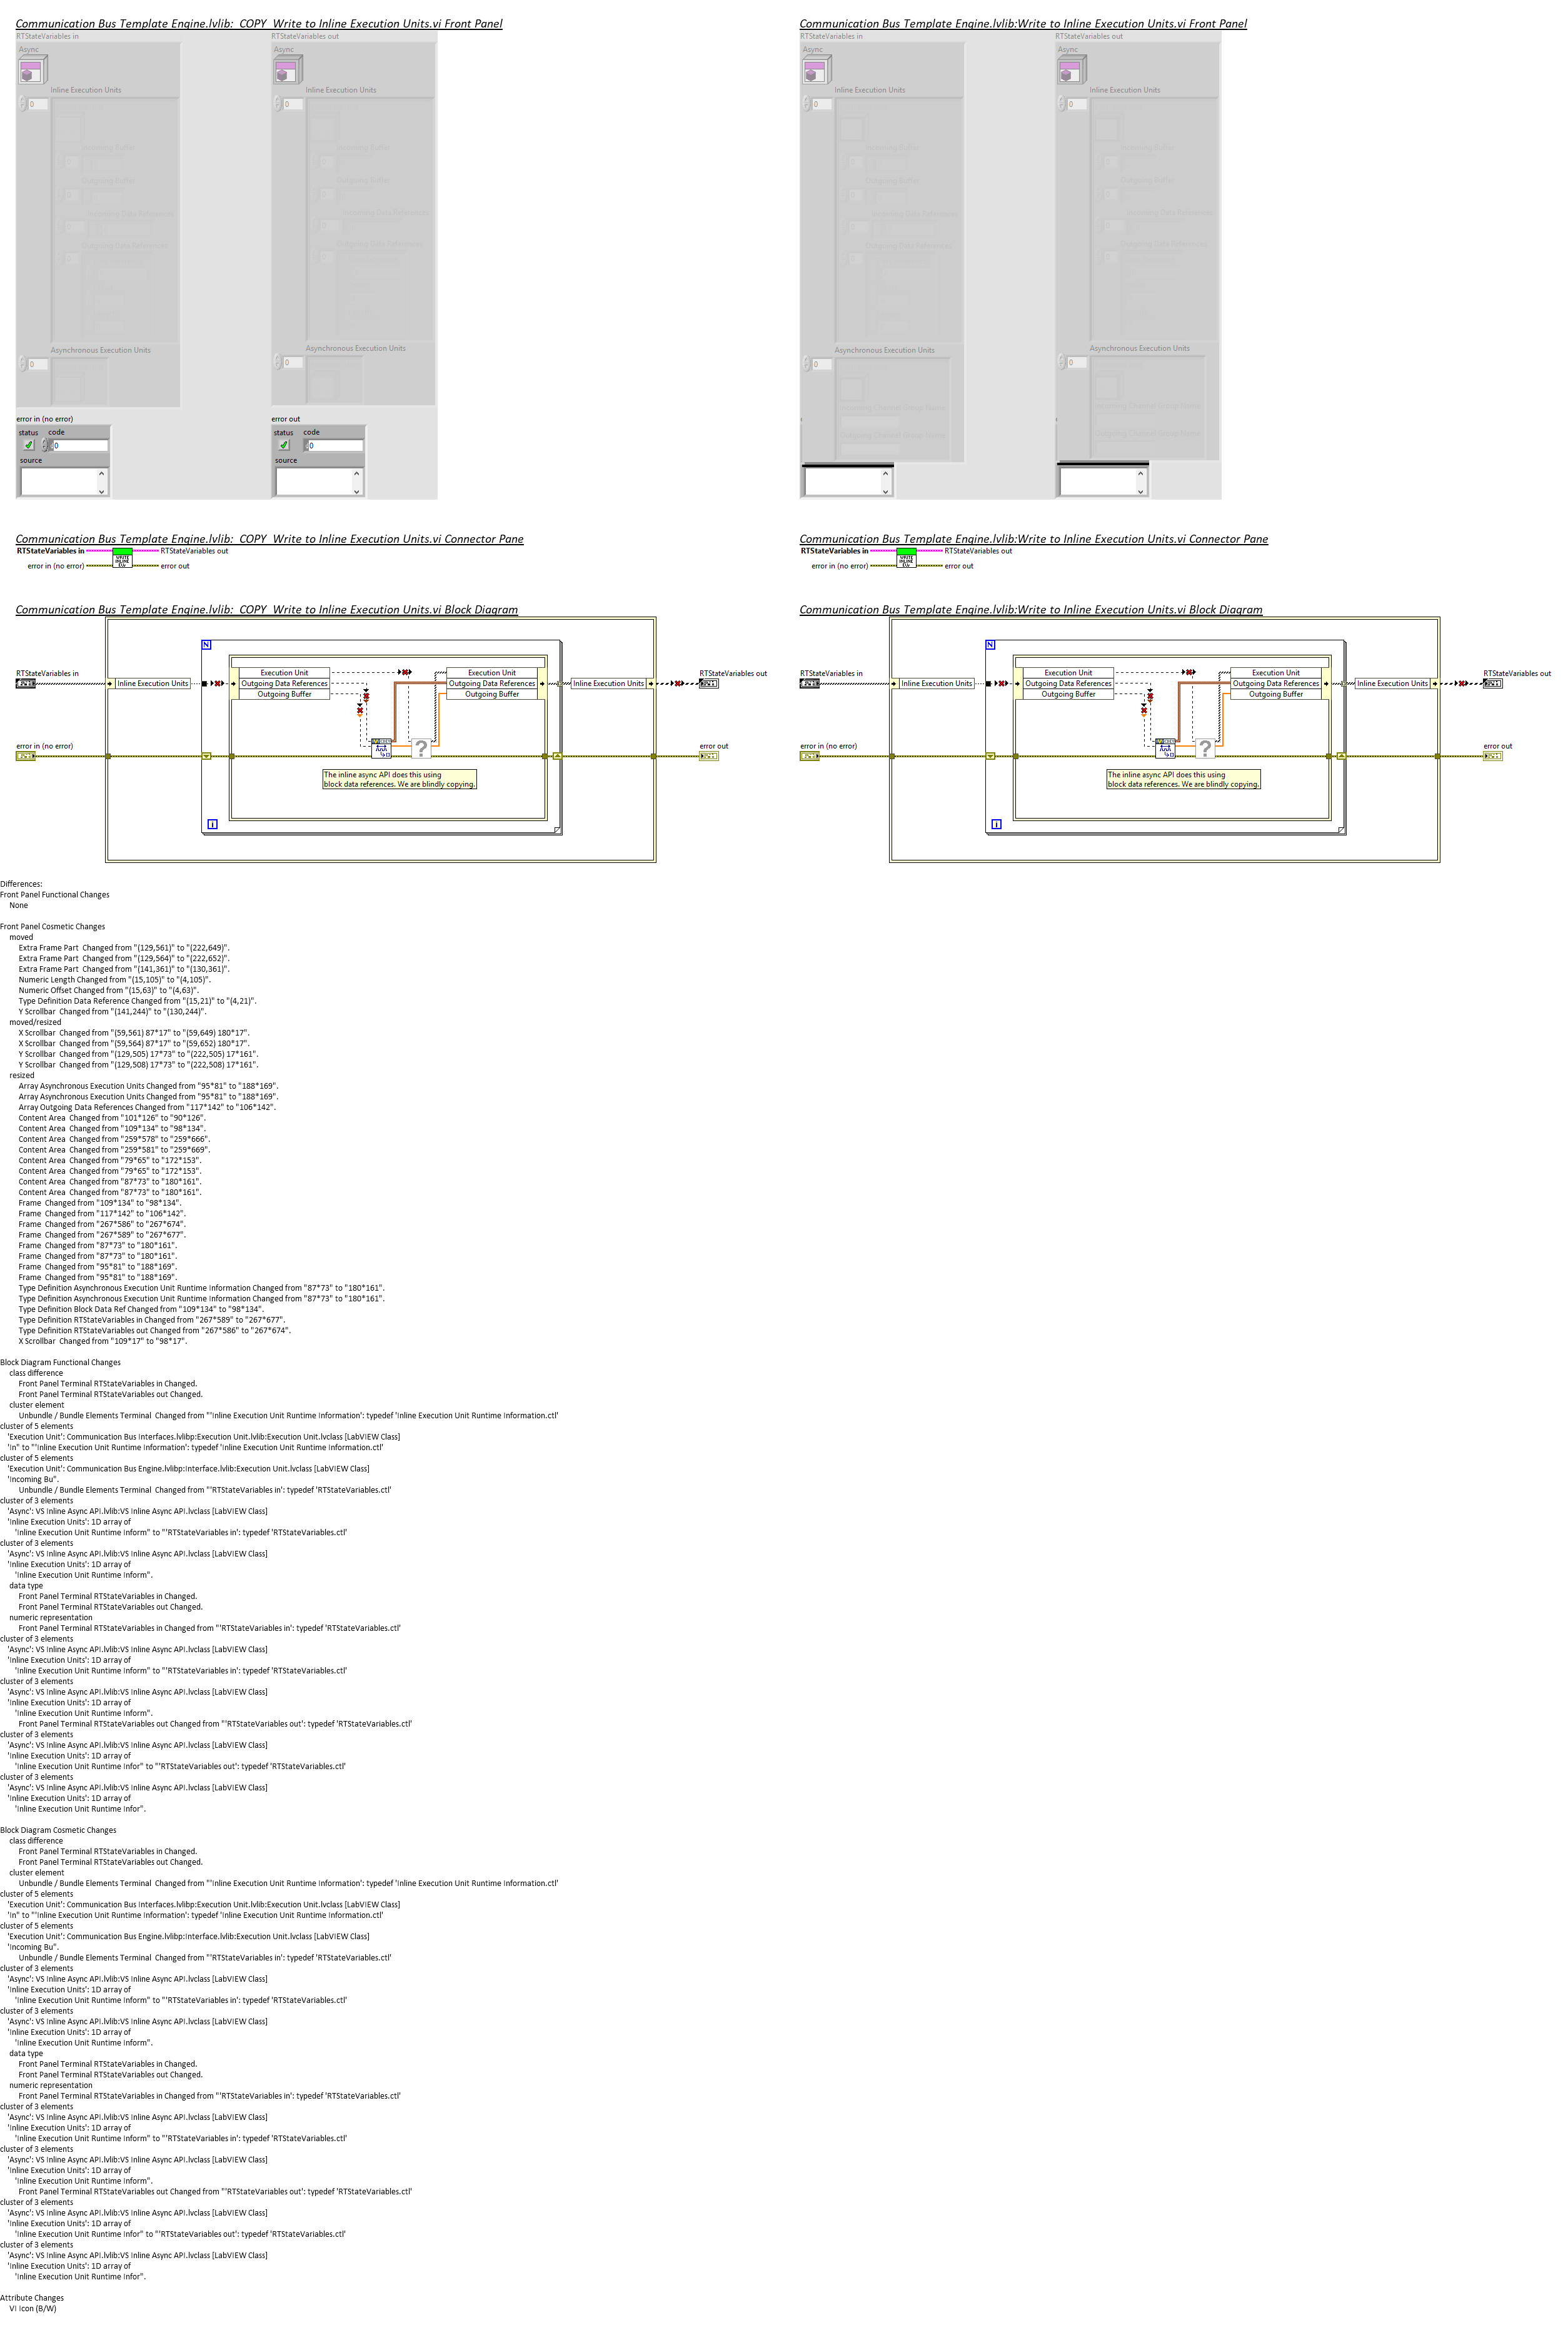 Communication Bus Template Engine.lvlib:  COPY  Write to Inline Execution Units.vi Front Panel
RTStateVariables in
RTStateVariables out
Async
Async
Inline Execution Units
Inline Execution Units
0
0
Asynchronous Execution Units
Asynchronous Execution Units
0
0
error in (no error)
error out
status code
status code
0
0
source
source
Communication Bus Template Engine.lvlib:Write to Inline Execution Units.vi Front Panel
RTStateVariables in
RTStateVariables out
Async
Async
Inline Execution Units
Inline Execution Units
0
0
Asynchronous Execution Units
Asynchronous Execution Units
0
0
Communication Bus Template Engine.lvlib:  COPY  Write to Inline Execution Units.vi Connector Pane
RTStateVariables in
RTStateVariables out
WRITE
INLINE
EUs
error in (no error)
error out
Communication Bus Template Engine.lvlib:Write to Inline Execution Units.vi Connector Pane
RTStateVariables in
RTStateVariables out
WRITE
INLINE
EUs
error in (no error)
error out
Communication Bus Template Engine.lvlib:  COPY  Write to Inline Execution Units.vi Block Diagram
N
RTStateVariables in
Inline Execution Units
Execution Unit
Outgoing Data References
Outgoing Buffer
Execution Unit
Outgoing Data References
Outgoing Buffer
Inline Execution Units
RTStateVariables out
error in (no error)
?
error out
The inline async API does this using
block data references. We are blindly copying.
i
Communication Bus Template Engine.lvlib:Write to Inline Execution Units.vi Block Diagram
N
RTStateVariables in
Inline Execution Units
Execution Unit
Outgoing Data References
Outgoing Buffer
Execution Unit
Outgoing Data References
Outgoing Buffer
Inline Execution Units
RTStateVariables out
error in (no error)
?
error out
The inline async API does this using
block data references. We are blindly copying.
i
Differences:
Front Panel Functional Changes
None
Front Panel Cosmetic Changes
moved
Extra Frame Part  Changed from "(129,561)" to "(222,649)".
Extra Frame Part  Changed from "(129,564)" to "(222,652)".
Extra Frame Part  Changed from "(141,361)" to "(130,361)".
Numeric Length Changed from "(15,105)" to "(4,105)".
Numeric Offset Changed from "(15,63)" to "(4,63)".
Type Definition Data Reference Changed from "(15,21)" to "(4,21)".
Y Scrollbar  Changed from "(141,244)" to "(130,244)".
moved/resized
X Scrollbar  Changed from "(59,561) 87*17" to "(59,649) 180*17".
X Scrollbar  Changed from "(59,564) 87*17" to "(59,652) 180*17".
Y Scrollbar  Changed from "(129,505) 17*73" to "(222,505) 17*161".
Y Scrollbar  Changed from "(129,508) 17*73" to "(222,508) 17*161".
resized
Array Asynchronous Execution Units Changed from "95*81" to "188*169".
Array Asynchronous Execution Units Changed from "95*81" to "188*169".
Array Outgoing Data References Changed from "117*142" to "106*142".
Content Area  Changed from "101*126" to "90*126".
Content Area  Changed from "109*134" to "98*134".
Content Area  Changed from "259*578" to "259*666".
Content Area  Changed from "259*581" to "259*669".
Content Area  Changed from "79*65" to "172*153".
Content Area  Changed from "79*65" to "172*153".
Content Area  Changed from "87*73" to "180*161".
Content Area  Changed from "87*73" to "180*161".
Frame  Changed from "109*134" to "98*134".
Frame  Changed from "117*142" to "106*142".
Frame  Changed from "267*586" to "267*674".
Frame  Changed from "267*589" to "267*677".
Frame  Changed from "87*73" to "180*161".
Frame  Changed from "87*73" to "180*161".
Frame  Changed from "95*81" to "188*169".
Frame  Changed from "95*81" to "188*169".
Type Definition Asynchronous Execution Unit Runtime Information Changed from "87*73" to "180*161".
Type Definition Asynchronous Execution Unit Runtime Information Changed from "87*73" to "180*161".
Type Definition Block Data Ref Changed from "109*134" to "98*134".
Type Definition RTStateVariables in Changed from "267*589" to "267*677".
Type Definition RTStateVariables out Changed from "267*586" to "267*674".
X Scrollbar  Changed from "109*17" to "98*17".
Block Diagram Functional Changes
class difference
Front Panel Terminal RTStateVariables in Changed.
Front Panel Terminal RTStateVariables out Changed.
cluster element
Unbundle / Bundle Elements Terminal  Changed from "'Inline Execution Unit Runtime Information': typedef 'Inline Execution Unit Runtime Information.ctl'
cluster of 5 elements
'Execution Unit': Communication Bus Interfaces.lvlibp:Execution Unit.lvlib:Execution Unit.lvclass [LabVIEW Class]
'In" to "'Inline Execution Unit Runtime Information': typedef 'Inline Execution Unit Runtime Information.ctl'
cluster of 5 elements
'Execution Unit': Communication Bus Engine.lvlibp:Interface.lvlib:Execution Unit.lvclass [LabVIEW Class]
'Incoming Bu".
Unbundle / Bundle Elements Terminal  Changed from "'RTStateVariables in': typedef 'RTStateVariables.ctl'
cluster of 3 elements
'Async': VS Inline Async API.lvlib:VS Inline Async API.lvclass [LabVIEW Class]
'Inline Execution Units': 1D array of
'Inline Execution Unit Runtime Inform" to "'RTStateVariables in': typedef 'RTStateVariables.ctl'
cluster of 3 elements
'Async': VS Inline Async API.lvlib:VS Inline Async API.lvclass [LabVIEW Class]
'Inline Execution Units': 1D array of
'Inline Execution Unit Runtime Inform".
data type
Front Panel Terminal RTStateVariables in Changed.
Front Panel Terminal RTStateVariables out Changed.
numeric representation
Front Panel Terminal RTStateVariables in Changed from "'RTStateVariables in': typedef 'RTStateVariables.ctl'
cluster of 3 elements
'Async': VS Inline Async API.lvlib:VS Inline Async API.lvclass [LabVIEW Class]
'Inline Execution Units': 1D array of
'Inline Execution Unit Runtime Inform" to "'RTStateVariables in': typedef 'RTStateVariables.ctl'
cluster of 3 elements
'Async': VS Inline Async API.lvlib:VS Inline Async API.lvclass [LabVIEW Class]
'Inline Execution Units': 1D array of
'Inline Execution Unit Runtime Inform".
Front Panel Terminal RTStateVariables out Changed from "'RTStateVariables out': typedef 'RTStateVariables.ctl'
cluster of 3 elements
'Async': VS Inline Async API.lvlib:VS Inline Async API.lvclass [LabVIEW Class]
'Inline Execution Units': 1D array of
'Inline Execution Unit Runtime Infor" to "'RTStateVariables out': typedef 'RTStateVariables.ctl'
cluster of 3 elements
'Async': VS Inline Async API.lvlib:VS Inline Async API.lvclass [LabVIEW Class]
'Inline Execution Units': 1D array of
'Inline Execution Unit Runtime Infor".
Block Diagram Cosmetic Changes
class difference
Front Panel Terminal RTStateVariables in Changed.
Front Panel Terminal RTStateVariables out Changed.
cluster element
Unbundle / Bundle Elements Terminal  Changed from "'Inline Execution Unit Runtime Information': typedef 'Inline Execution Unit Runtime Information.ctl'
cluster of 5 elements
'Execution Unit': Communication Bus Interfaces.lvlibp:Execution Unit.lvlib:Execution Unit.lvclass [LabVIEW Class]
'In" to "'Inline Execution Unit Runtime Information': typedef 'Inline Execution Unit Runtime Information.ctl'
cluster of 5 elements
'Execution Unit': Communication Bus Engine.lvlibp:Interface.lvlib:Execution Unit.lvclass [LabVIEW Class]
'Incoming Bu".
Unbundle / Bundle Elements Terminal  Changed from "'RTStateVariables in': typedef 'RTStateVariables.ctl'
cluster of 3 elements
'Async': VS Inline Async API.lvlib:VS Inline Async API.lvclass [LabVIEW Class]
'Inline Execution Units': 1D array of
'Inline Execution Unit Runtime Inform" to "'RTStateVariables in': typedef 'RTStateVariables.ctl'
cluster of 3 elements
'Async': VS Inline Async API.lvlib:VS Inline Async API.lvclass [LabVIEW Class]
'Inline Execution Units': 1D array of
'Inline Execution Unit Runtime Inform".
data type
Front Panel Terminal RTStateVariables in Changed.
Front Panel Terminal RTStateVariables out Changed.
numeric representation
Front Panel Terminal RTStateVariables in Changed from "'RTStateVariables in': typedef 'RTStateVariables.ctl'
cluster of 3 elements
'Async': VS Inline Async API.lvlib:VS Inline Async API.lvclass [LabVIEW Class]
'Inline Execution Units': 1D array of
'Inline Execution Unit Runtime Inform" to "'RTStateVariables in': typedef 'RTStateVariables.ctl'
cluster of 3 elements
'Async': VS Inline Async API.lvlib:VS Inline Async API.lvclass [LabVIEW Class]
'Inline Execution Units': 1D array of
'Inline Execution Unit Runtime Inform".
Front Panel Terminal RTStateVariables out Changed from "'RTStateVariables out': typedef 'RTStateVariables.ctl'
cluster of 3 elements
'Async': VS Inline Async API.lvlib:VS Inline Async API.lvclass [LabVIEW Class]
'Inline Execution Units': 1D array of
'Inline Execution Unit Runtime Infor" to "'RTStateVariables out': typedef 'RTStateVariables.ctl'
cluster of 3 elements
'Async': VS Inline Async API.lvlib:VS Inline Async API.lvclass [LabVIEW Class]
'Inline Execution Units': 1D array of
'Inline Execution Unit Runtime Infor".
Attribute Changes
VI Icon (B/W)